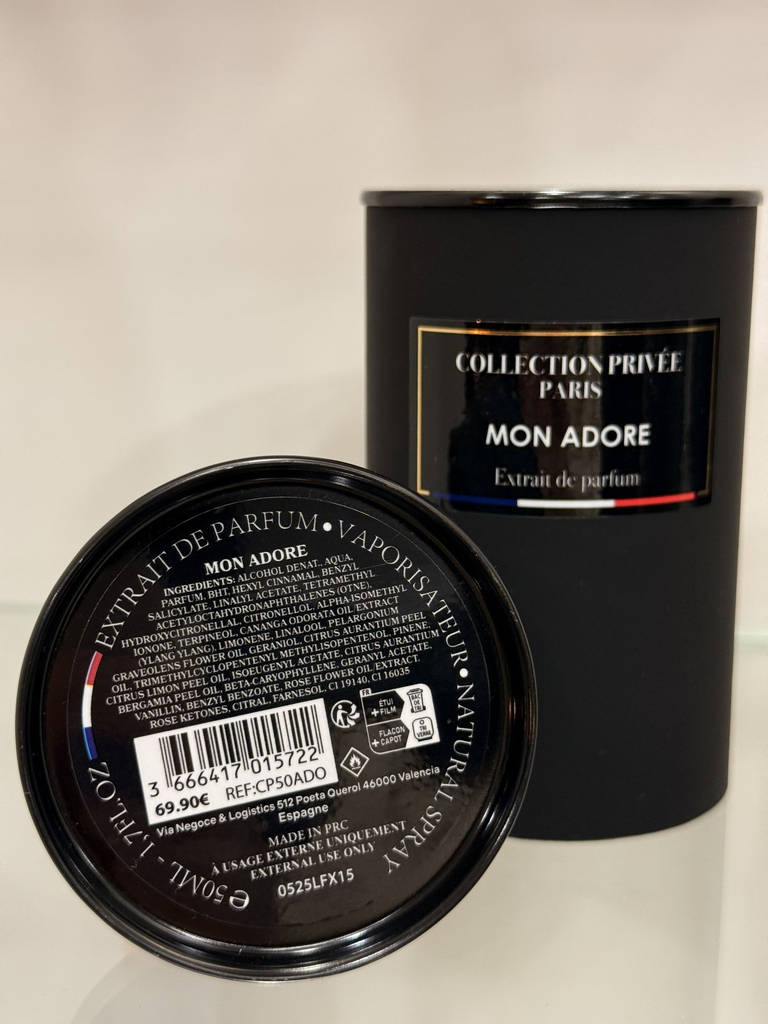 COLLECTION PRIVÉE
PARIS
MON ADORE
Extrait de parfum
EXTRAIT DE PARFUM • VAPORISATEUR • NATURAL SPRAY
℮50ML - 1,7FL.OZ
MON ADORE
INGREDIENTS: ALCOHOL DENAT., AQUA,
PARFUM, BHT, HEXYL CINNAMAL, BENZYL
SALICYLATE, LINALYL ACETATE, TETRAMETHYL
ACETYLOCTAHYDRONAPHTHALENES (OTNE),
HYDROXYCITRONELLAL, CITRONELLOL, ALPHA-ISOMETHYL
IONONE, TERPINEOL, CANANGA ODORATA OIL EXTRACT
(YLANG YLANG), LIMONENE, LINALOOL, PELARGONIUM
GRAVEOLENS FLOWER OIL, GERANIOL, CITRUS AURANTIUM PEEL
OIL, TRIMETHYLCYCLOPENTENYL METHYLISOPENTENOL, PINENE,
CITRUS LIMON PEEL OIL, ISOEUGENYL ACETATE, CITRUS AURANTIUM
BERGAMIA PEEL OIL, BETA-CARYOPHYLLENE, GERANYL ACETATE,
VANILLIN, BENZYL BENZOATE, ROSE FLOWER OIL EXTRACT,
ROSE KETONES, CITRAL, FARNESOL, CI 19140, CI 16035
FR
ÉTUI
+FILM
BAC
DE
TRI
FLACON
+CAPOT
TRI
VERRE
3 666417 015722
69.90€ REF:CP50ADO
Via Negoce & Logistics 512 Poeta Querol 46000 Valencia
Espagne
MADE IN PRC
À USAGE EXTERNE UNIQUEMENT
EXTERNAL USE ONLY
0525LFX15